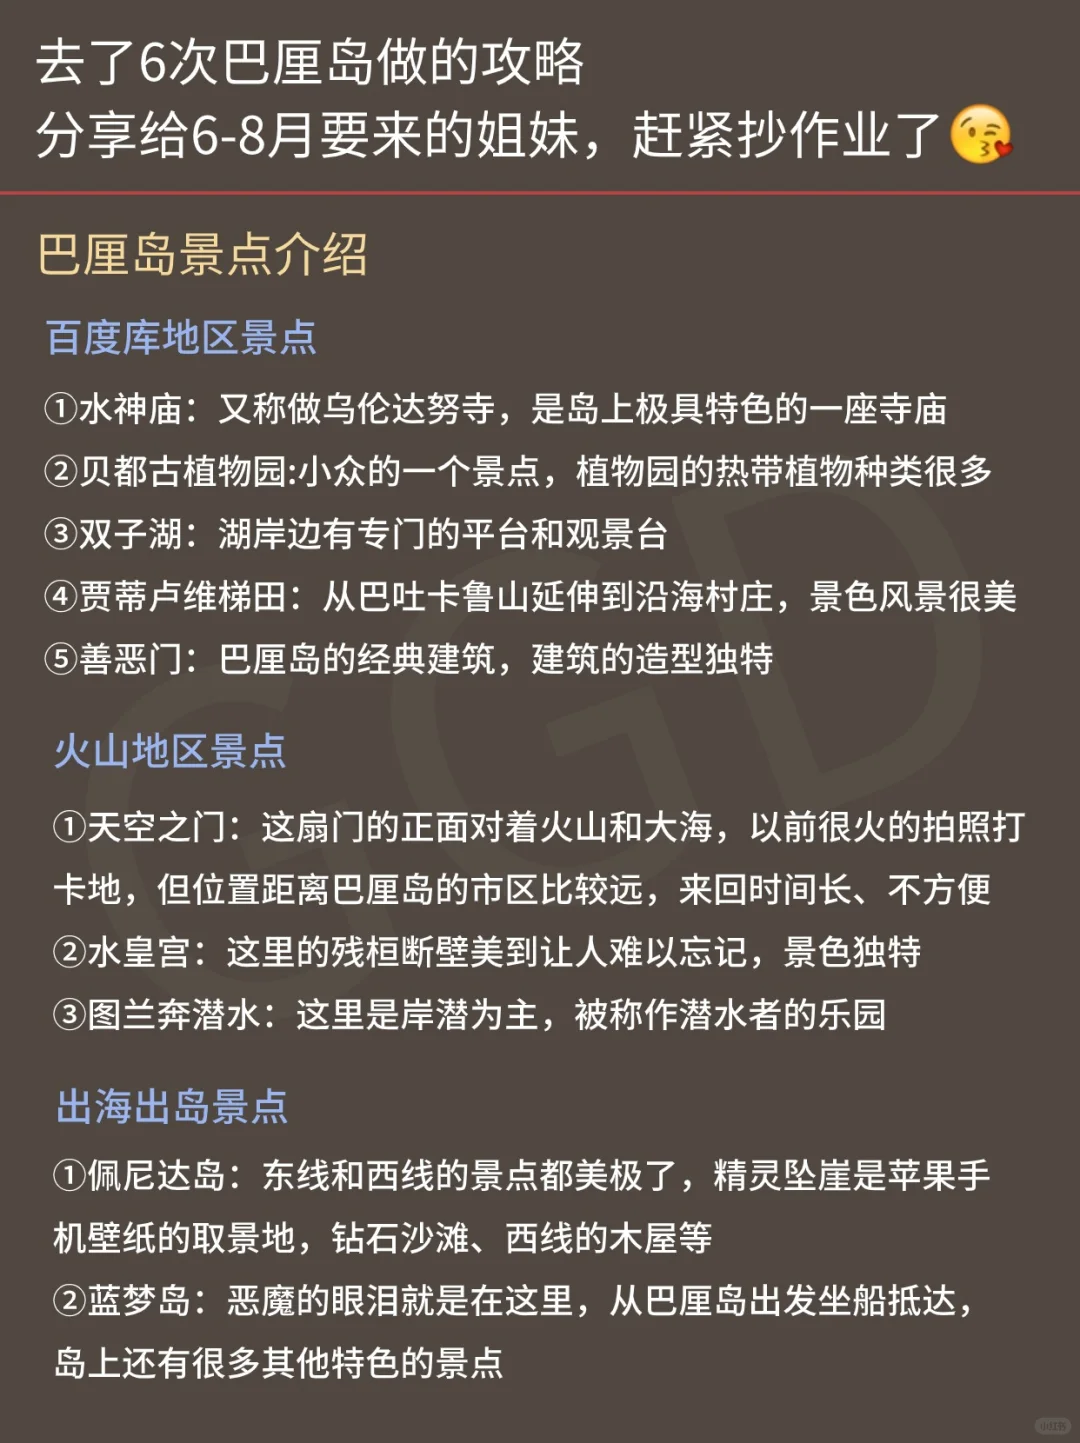 去了6次巴厘岛做的攻略
分享给6-8月要来的姐妹，赶紧抄作业了😘
巴厘岛景点介绍
百度库地区景点
①水神庙：又称做乌伦达努寺，是岛上极具特色的一座寺庙
②贝都古植物园:小众的一个景点，植物园的热带植物种类很多
③双子湖：湖岸边有专门的平台和观景台
④贾蒂卢维梯田：从巴吐卡鲁山延伸到沿海村庄，景色风景很美
⑤善恶门：巴厘岛的经典建筑，建筑的造型独特
火山地区景点
①天空之门：这扇门的正面对着火山和大海，以前很火的拍照打
卡地，但位置距离巴厘岛的市区比较远，来回时间长、不方便
②水皇宫：这里的残桓断壁美到让人难以忘记，景色独特
③图兰奔潜水：这里是岸潜为主，被称作潜水者的乐园
出海出岛景点
①佩尼达岛：东线和西线的景点都美极了，精灵坠崖是苹果手
机壁纸的取景地，钻石沙滩、西线的木屋等
②蓝梦岛：恶魔的眼泪就是在这里，从巴厘岛出发坐船抵达，
岛上还有很多其他特色的景点
GGD
小红书